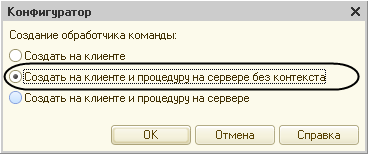 Конфигуратор
Создание обработчика команды:
Создать на клиенте
Создать на клиенте и процедуру на сервере без контекста
Создать на клиенте и процедуру на сервере
ОК Отмена Справка